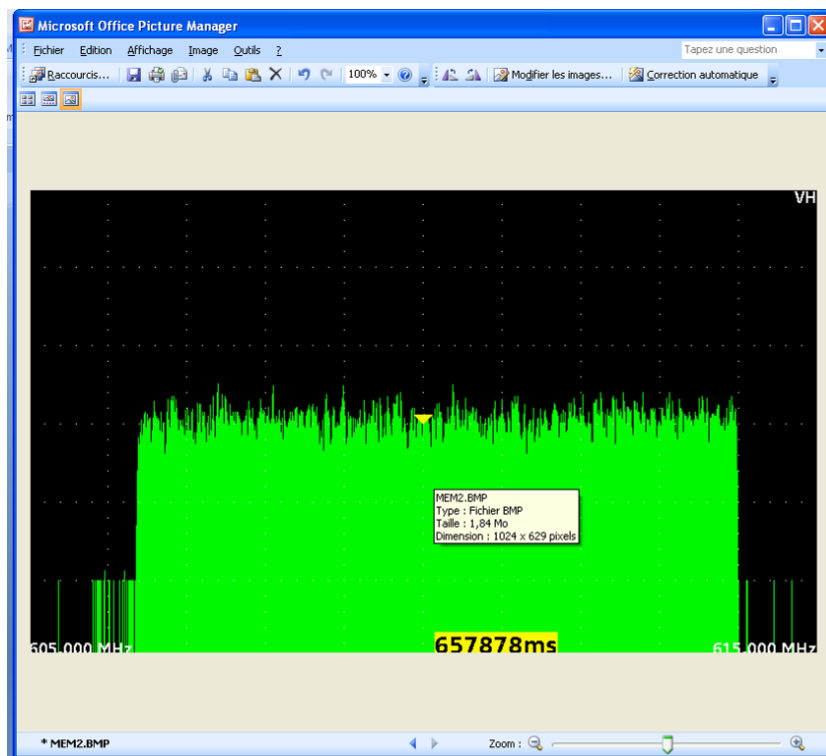 Microsoft Office Picture Manager
Fichier Edition Affichage Image Outils ? Tapez une question
Raccourcis... 100% Modifier les images... Correction automatique
VH
MEM2.BMP
Type : Fichier BMP
Taille : 1,84 Mo
Dimension : 1024 x 629 pixels
605.000 MHz 657878ms 615.000 MHz
* MEM2.BMP Zoom :